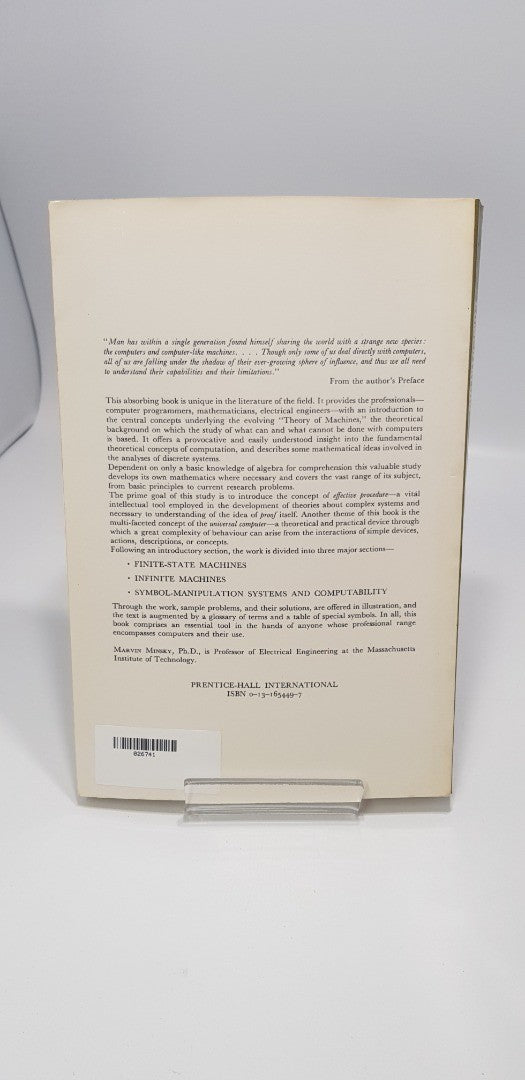 "Man has within a single generation found himself sharing the world with a strange new species:
the computers and computer-like machines. . . . Though only some of us deal directly with computers,
all of us are falling under the shadow of their ever-growing sphere of influence, and thus we all need
to understand their capabilities and their limitations."
From the author's Preface
This absorbing book is unique in the literature of the field. It provides the professionals—
computer programmers, mathematicians, electrical engineers—with an introduction to
the central concepts underlying the evolving "Theory of Machines," the theoretical
background on which the study of what can and what cannot be done with computers
is based. It offers a provocative and easily understood insight into the fundamental
theoretical concepts of computation, and describes some mathematical ideas involved in
the analyses of discrete systems.
Dependent on only a basic knowledge of algebra for comprehension this valuable study
develops its own mathematics where necessary and covers the vast range of its subject,
from basic principles to current research problems.
The prime goal of this study is to introduce the concept of effective procedure—a vital
intellectual tool employed in the development of theories about complex systems and
necessary to understanding of the idea of proof itself. Another theme of this book is the
multi-faceted concept of the universal computer—a theoretical and practical device through
which a great complexity of behaviour can arise from the interactions of simple devices,
actions, descriptions, or concepts.
Following an introductory section, the work is divided into three major sections—
· FINITE-STATE MACHINES
· INFINITE MACHINES
· SYMBOL-MANIPULATION SYSTEMS AND COMPUTABILITY
Through the work, sample problems, and their solutions, are offered in illustration, and
the text is augmented by a glossary of terms and a table of special symbols. In all, this
book comprises an essential tool in the hands of anyone whose professional range
encompasses computers and their use.
MARVIN MINSKY, Ph.D., is Professor of Electrical Engineering at the Massachusetts
Institute of Technology.
PRENTICE-HALL INTERNATIONAL
ISBN 0-13-165449-7
026741